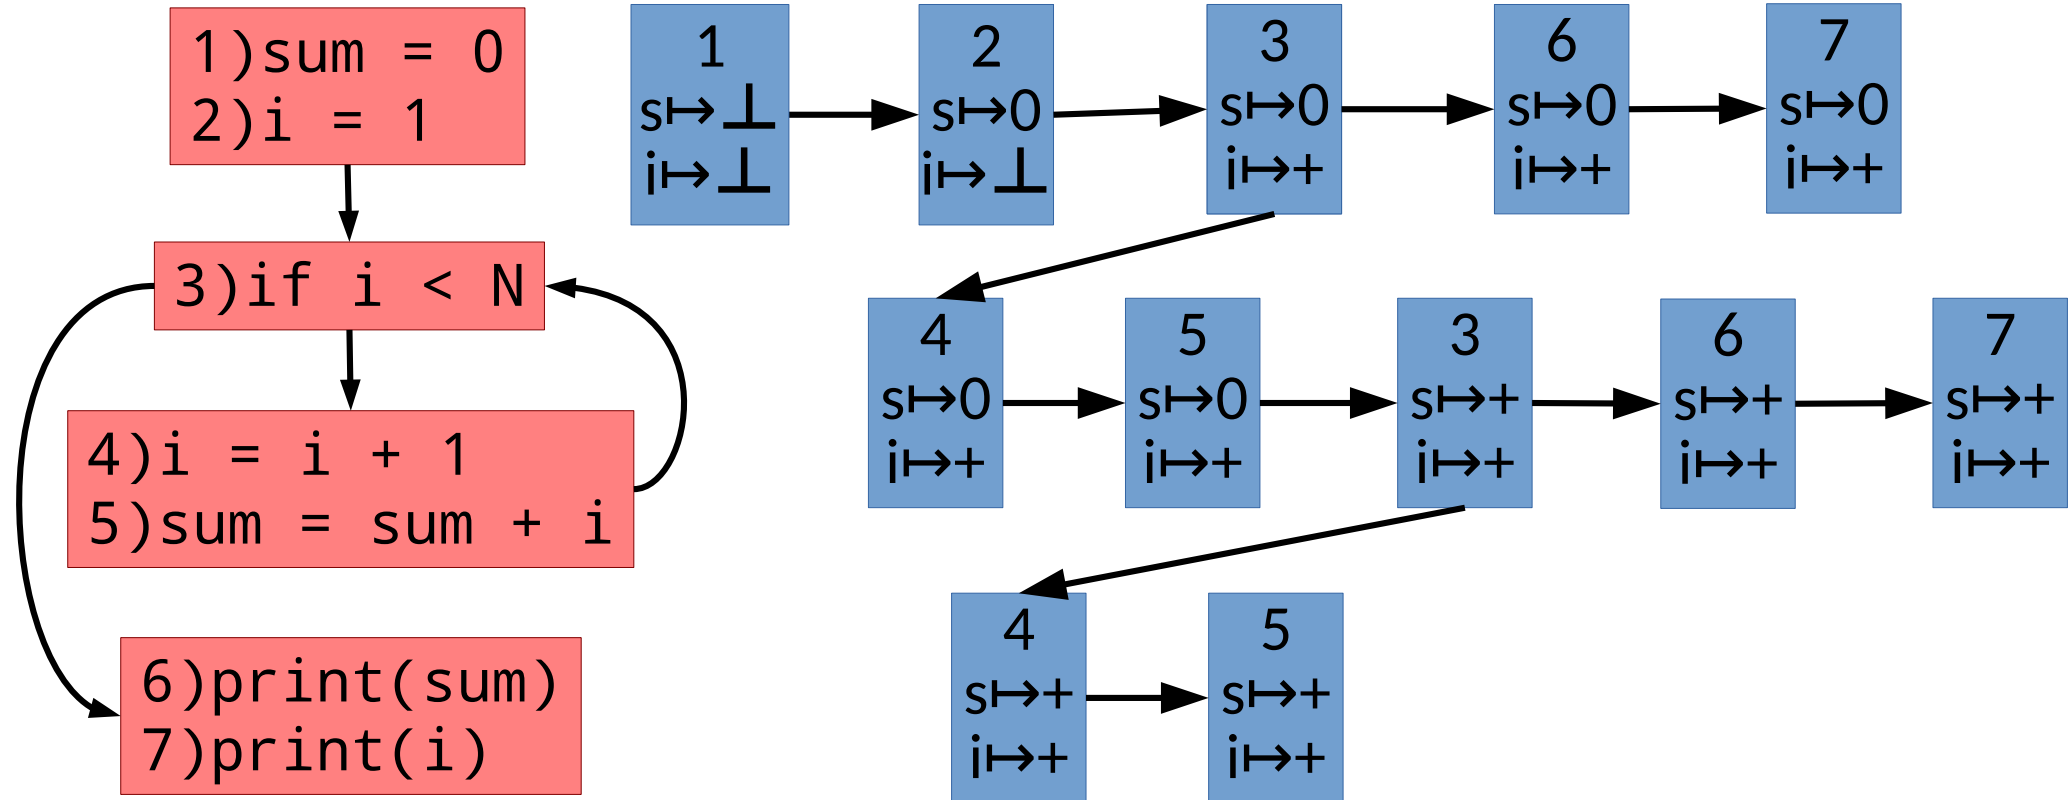 1)sum = 0
2)i = 1
3)if i < N
4)i = i + 1
5)sum = sum + i
6)print(sum)
7)print(i)
1
s↦⊥
i↦⊥
2
s↦0
i↦⊥
3
s↦0
i↦+
6
s↦0
i↦+
7
s↦0
i↦+
4
s↦0
i↦+
5
s↦0
i↦+
3
s↦+
i↦+
6
s↦+
i↦+
7
s↦+
i↦+
4
s↦+
i↦+
5
s↦+
i↦+